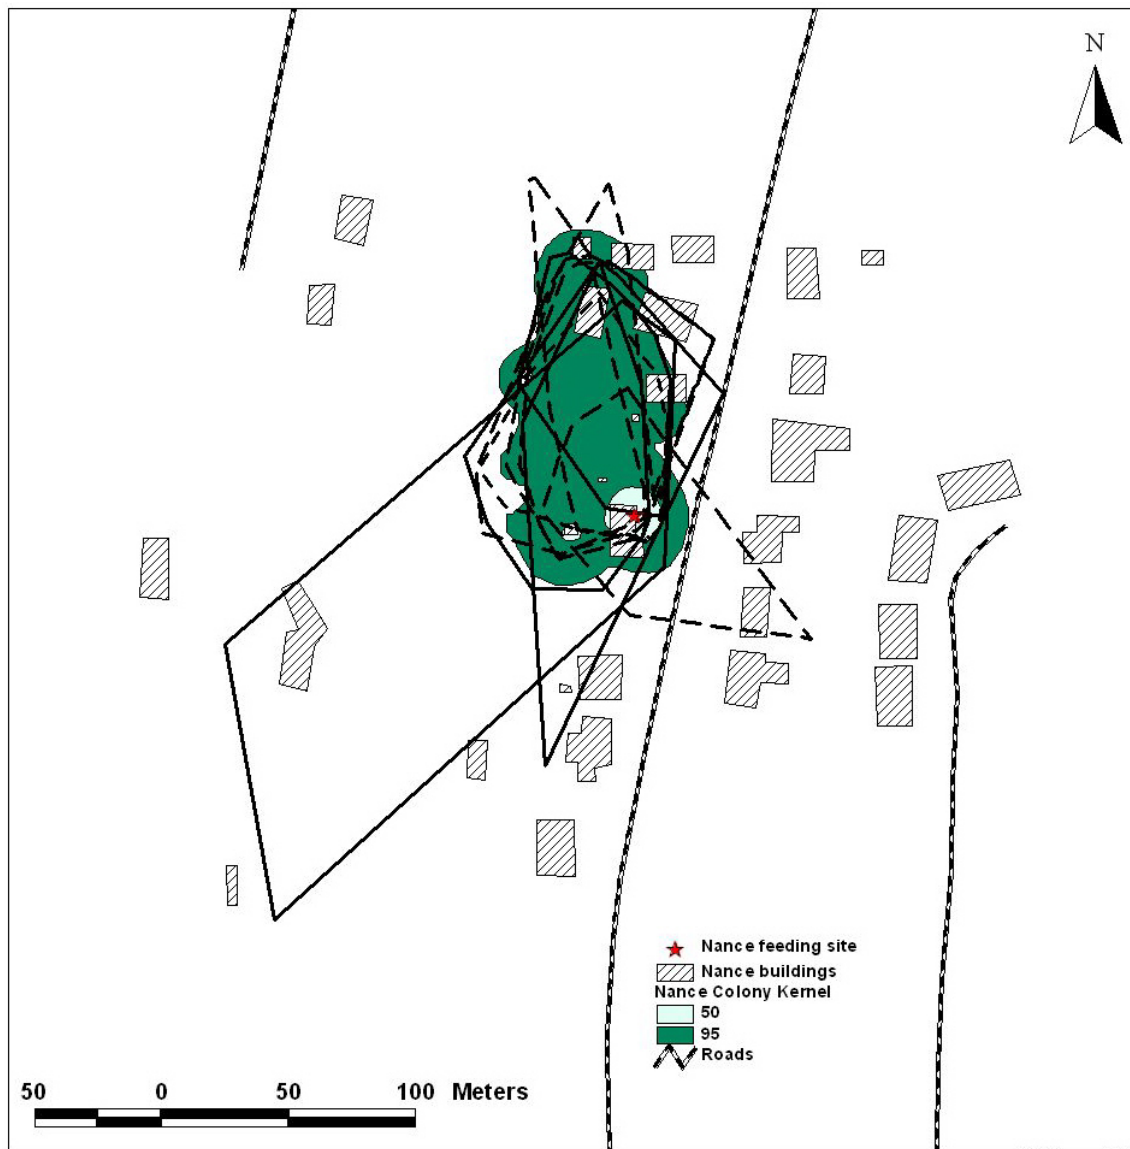 N
Nance feeding site
Nance buildings
Nance Colony Kernel
50
95
Roads
50 0 50 100 Meters